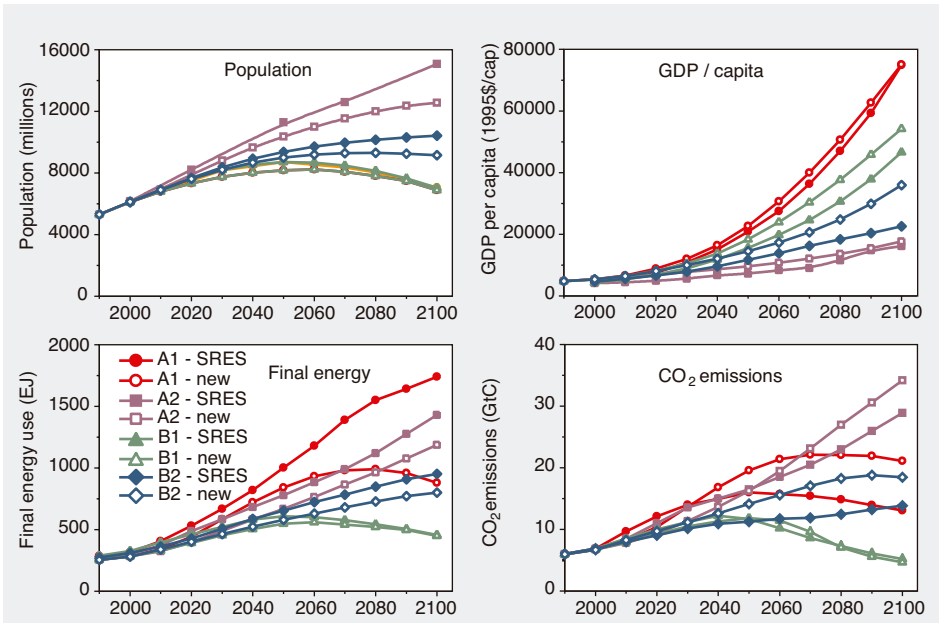 Population
Population (millions)
16000
12000
8000
4000
0
2000 2020 2040 2060 2080 2100
GDP / capita
GDP per capita (1995$/cap)
80000
60000
40000
20000
0
2000 2020 2040 2060 2080 2100
Final energy
Final energy use (EJ)
2000
1500
1000
500
0
A1 - SRES
A1 - new
A2 - SRES
A2 - new
B1 - SRES
B1 - new
B2 - SRES
B2 - new
2000 2020 2040 2060 2080 2100
CO2 emissions
CO2 emissions (GtC)
40
30
20
10
0
2000 2020 2040 2060 2080 2100